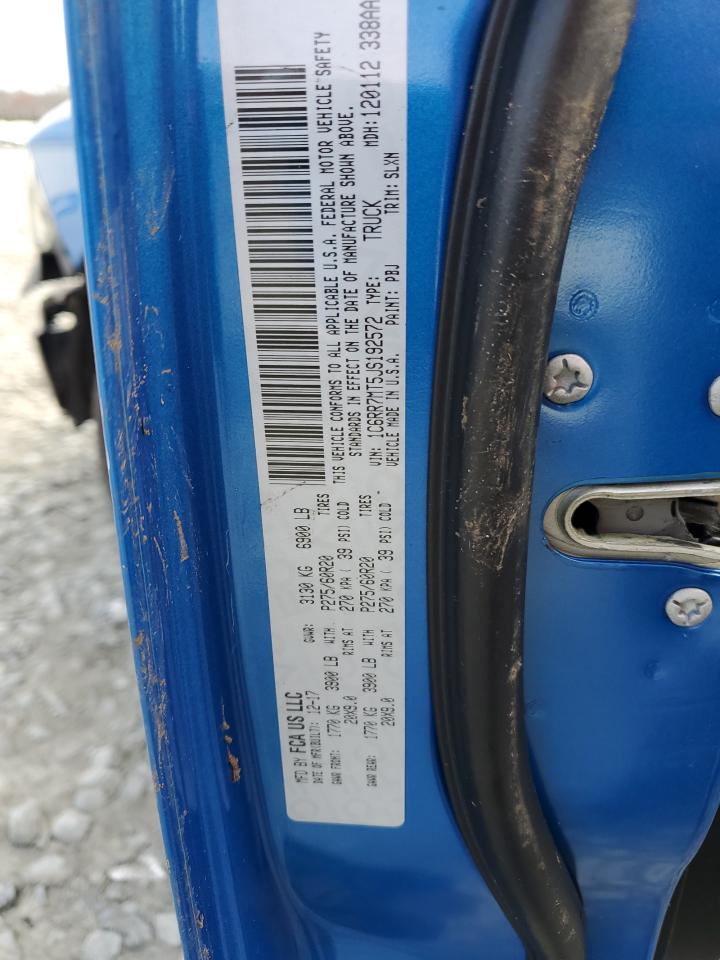 MFD BY FCA US LLC
DATE OF MFR(BUILT): 12-17 GVWR: 3130 KG 6900 LB
GAWR FRONT: 1770 KG 3900 LB WITH P275/60R20 TIRES
20X9.0 RIMS AT 270 KPA ( 39 PSI) COLD
GAWR REAR: 1770 KG 3900 LB WITH P275/60R20 TIRES
20X9.0 RIMS AT 270 KPA ( 39 PSI) COLD
THIS VEHICLE CONFORMS TO ALL APPLICABLE U.S.A. FEDERAL MOTOR VEHICLE SAFETY
STANDARDS IN EFFECT ON THE DATE OF MANUFACTURE SHOWN ABOVE.
VIN: 1C6RR7MT5JS192572 TYPE: TRUCK MDH: 120112 338AA
VEHICLE MADE IN U.S.A. PAINT: PBJ TRIM: SLXN